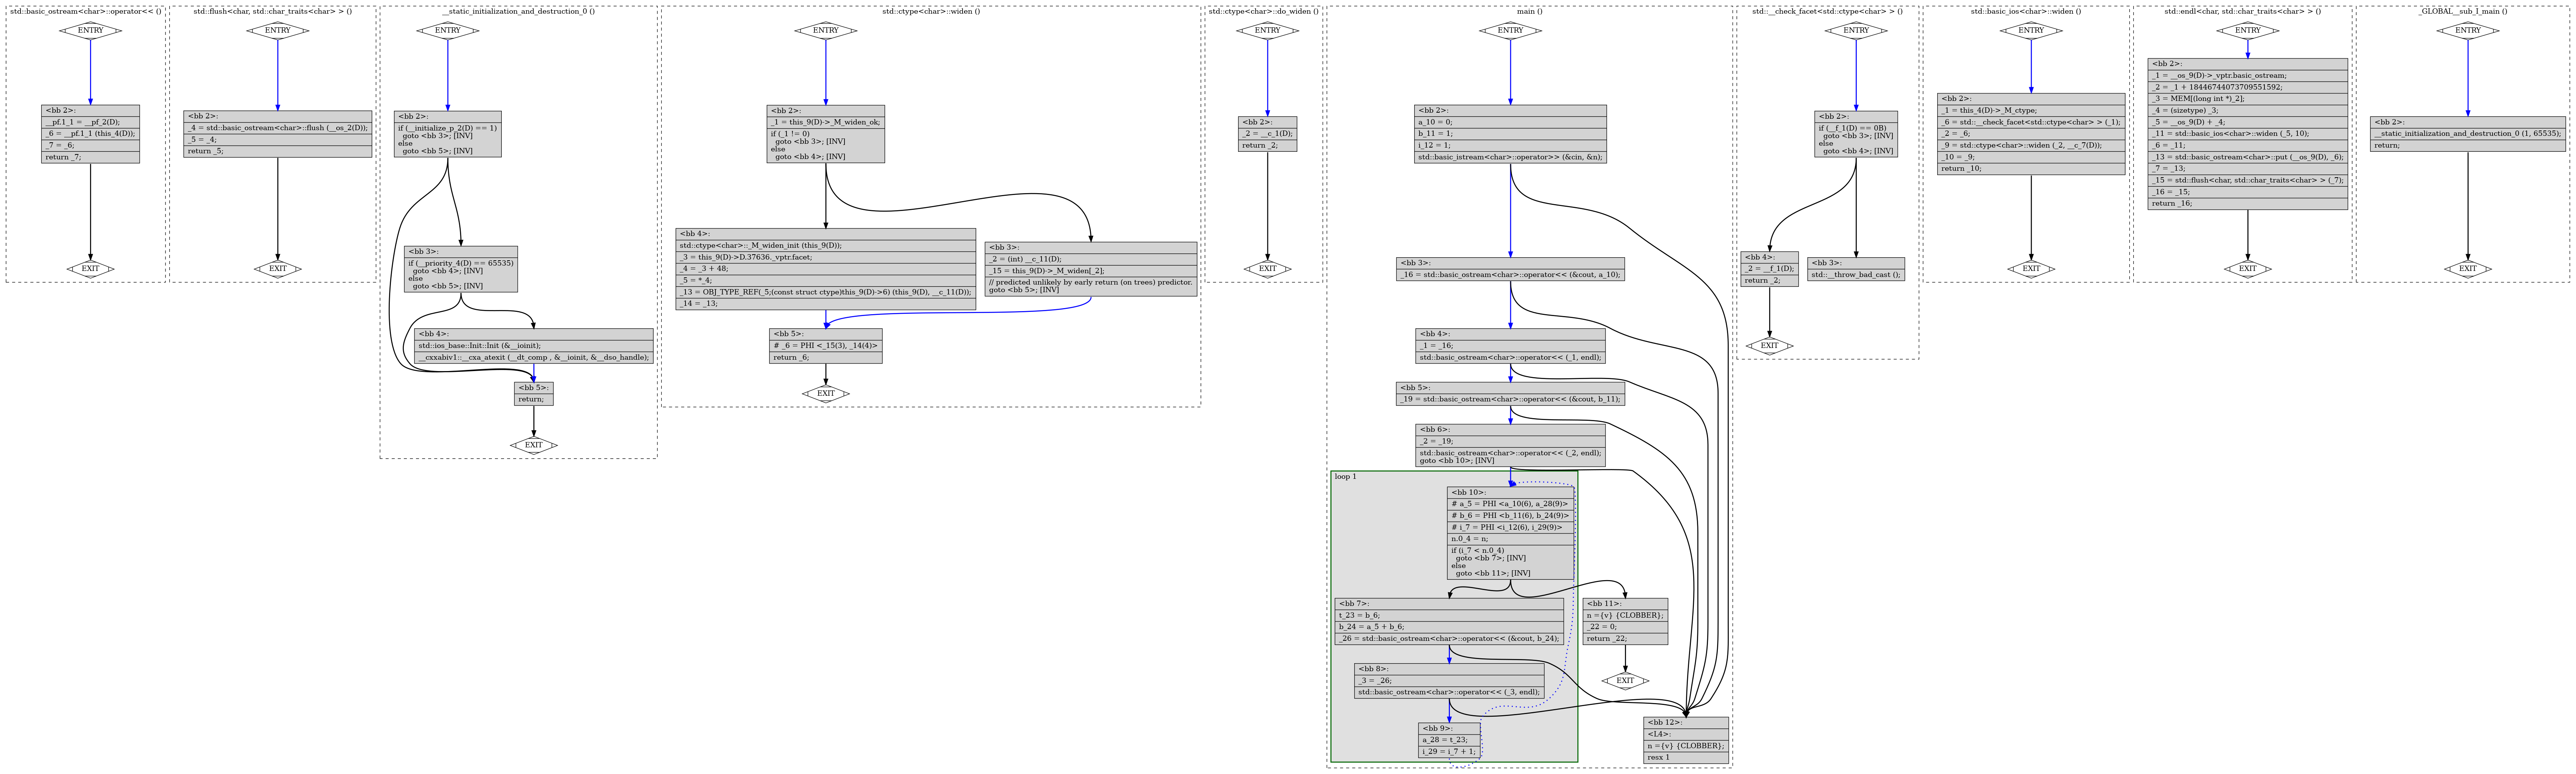 std::basic_ostream<char>::operator<< ()
ENTRY
<bb 2>:
__pf.1_1 = __pf_2(D);
_6 = __pf.1_1 (this_4(D));
_7 = _6;
return _7;
EXIT
std::flush<char, std::char_traits<char> > ()
ENTRY
<bb 2>:
_4 = std::basic_ostream<char>::flush (__os_2(D));
_5 = _4;
return _5;
EXIT
__static_initialization_and_destruction_0 ()
ENTRY
<bb 2>:
if (__initialize_p_2(D) == 1)
goto <bb 3>; [INV]
else
goto <bb 5>; [INV]
<bb 3>:
if (__priority_4(D) == 65535)
goto <bb 4>; [INV]
else
goto <bb 5>; [INV]
<bb 4>:
std::ios_base::Init::Init (&__ioinit);
__cxxabiv1::__cxa_atexit (__dt_comp , &__ioinit, &__dso_handle);
<bb 5>:
return;
EXIT
std::ctype<char>::widen ()
ENTRY
<bb 2>:
_1 = this_9(D)->_M_widen_ok;
if (_1 != 0)
goto <bb 3>; [INV]
else
goto <bb 4>; [INV]
<bb 4>:
std::ctype<char>::_M_widen_init (this_9(D));
_3 = this_9(D)->D.37636._vptr.facet;
_4 = _3 + 48;
_5 = *_4;
_13 = OBJ_TYPE_REF(_5;(const struct ctype)this_9(D)->6) (this_9(D), __c_11(D));
_14 = _13;
<bb 3>:
_2 = (int) __c_11(D);
_15 = this_9(D)->_M_widen[_2];
// predicted unlikely by early return (on trees) predictor.
goto <bb 5>; [INV]
<bb 5>:
# _6 = PHI <_15(3), _14(4)>
return _6;
EXIT
std::ctype<char>::do_widen ()
ENTRY
<bb 2>:
_2 = __c_1(D);
return _2;
EXIT
main ()
ENTRY
<bb 2>:
a_10 = 0;
b_11 = 1;
i_12 = 1;
std::basic_istream<char>::operator>> (&cin, &n);
<bb 3>:
_16 = std::basic_ostream<char>::operator<< (&cout, a_10);
<bb 4>:
_1 = _16;
std::basic_ostream<char>::operator<< (_1, endl);
<bb 5>:
_19 = std::basic_ostream<char>::operator<< (&cout, b_11);
<bb 6>:
_2 = _19;
std::basic_ostream<char>::operator<< (_2, endl);
goto <bb 10>; [INV]
loop 1
<bb 10>:
# a_5 = PHI <a_10(6), a_28(9)>
# b_6 = PHI <b_11(6), b_24(9)>
# i_7 = PHI <i_12(6), i_29(9)>
n.0_4 = n;
if (i_7 < n.0_4)
goto <bb 7>; [INV]
else
goto <bb 11>; [INV]
<bb 7>:
t_23 = b_6;
b_24 = a_5 + b_6;
_26 = std::basic_ostream<char>::operator<< (&cout, b_24);
<bb 11>:
n ={v} {CLOBBER};
_22 = 0;
return _22;
<bb 8>:
_3 = _26;
std::basic_ostream<char>::operator<< (_3, endl);
EXIT
<bb 9>:
a_28 = t_23;
i_29 = i_7 + 1;
<bb 12>:
<L4>:
n ={v} {CLOBBER};
resx 1
std::__check_facet<std::ctype<char> > ()
ENTRY
<bb 2>:
if (__f_1(D) == 0B)
goto <bb 3>; [INV]
else
goto <bb 4>; [INV]
<bb 4>:
_2 = __f_1(D);
return _2;
<bb 3>:
std::__throw_bad_cast ();
EXIT
std::basic_ios<char>::widen ()
ENTRY
<bb 2>:
_1 = this_4(D)->_M_ctype;
_6 = std::__check_facet<std::ctype<char> > (_1);
_2 = _6;
_9 = std::ctype<char>::widen (_2, __c_7(D));
_10 = _9;
return _10;
EXIT
std::endl<char, std::char_traits<char> > ()
ENTRY
<bb 2>:
_1 = __os_9(D)->_vptr.basic_ostream;
_2 = _1 + 18446744073709551592;
_3 = MEM[(long int *)_2];
_4 = (sizetype) _3;
_5 = __os_9(D) + _4;
_11 = std::basic_ios<char>::widen (_5, 10);
_6 = _11;
_13 = std::basic_ostream<char>::put (__os_9(D), _6);
_7 = _13;
_15 = std::flush<char, std::char_traits<char> > (_7);
_16 = _15;
return _16;
EXIT
_GLOBAL__sub_I_main ()
ENTRY
<bb 2>:
__static_initialization_and_destruction_0 (1, 65535);
return;
EXIT